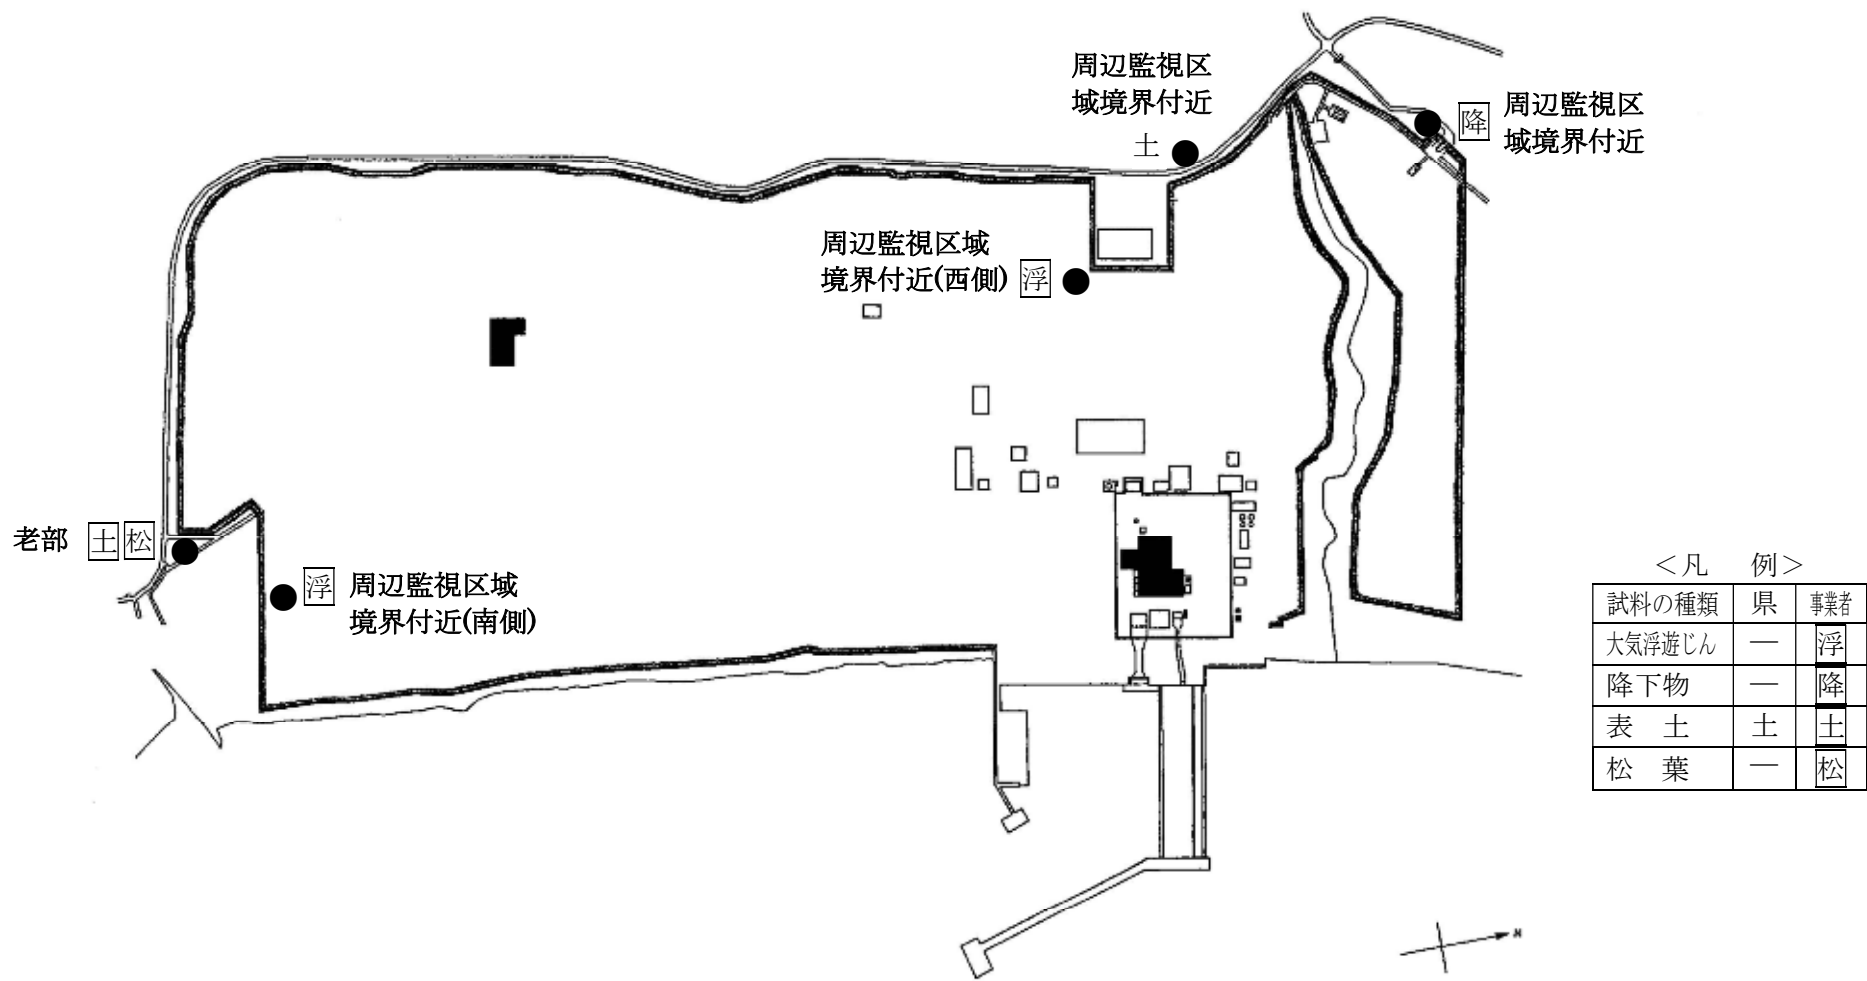 周辺監視区
域境界付近
土
降
周辺監視区
域境界付近
周辺監視区域
境界付近(西側) 浮
老部 土 松
浮 周辺監視区域
境界付近(南側)
＜凡　例＞
試料の種類 県 事業者
大気浮遊じん ― 浮
降下物 ― 降
表　土 土 土
松　葉 ― 松
N